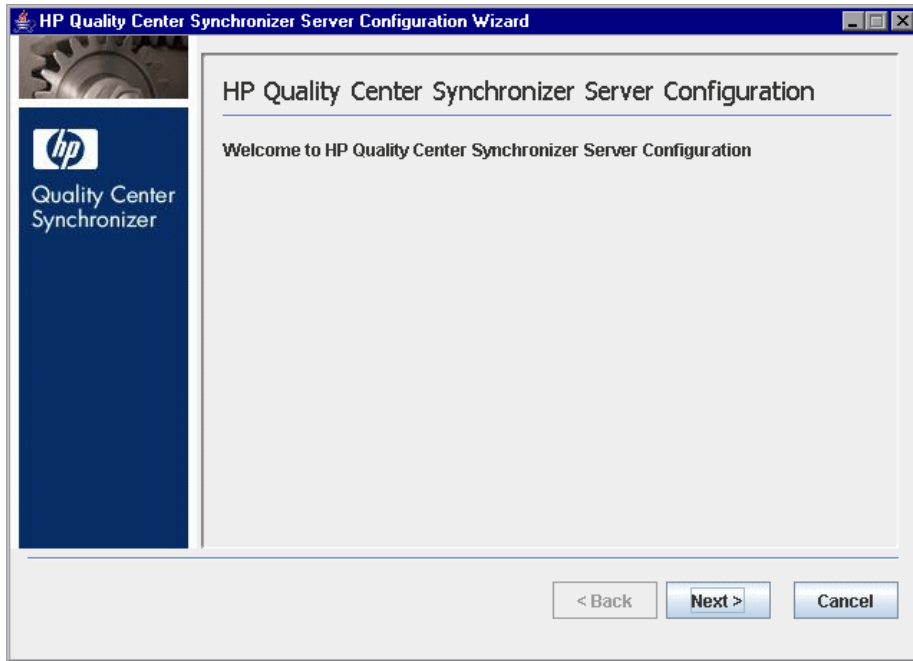 HP Quality Center Synchronizer Server Configuration Wizard
HP Quality Center Synchronizer Server Configuration
hp
Quality Center
Synchronizer
Welcome to HP Quality Center Synchronizer Server Configuration
< Back
Next >
Cancel